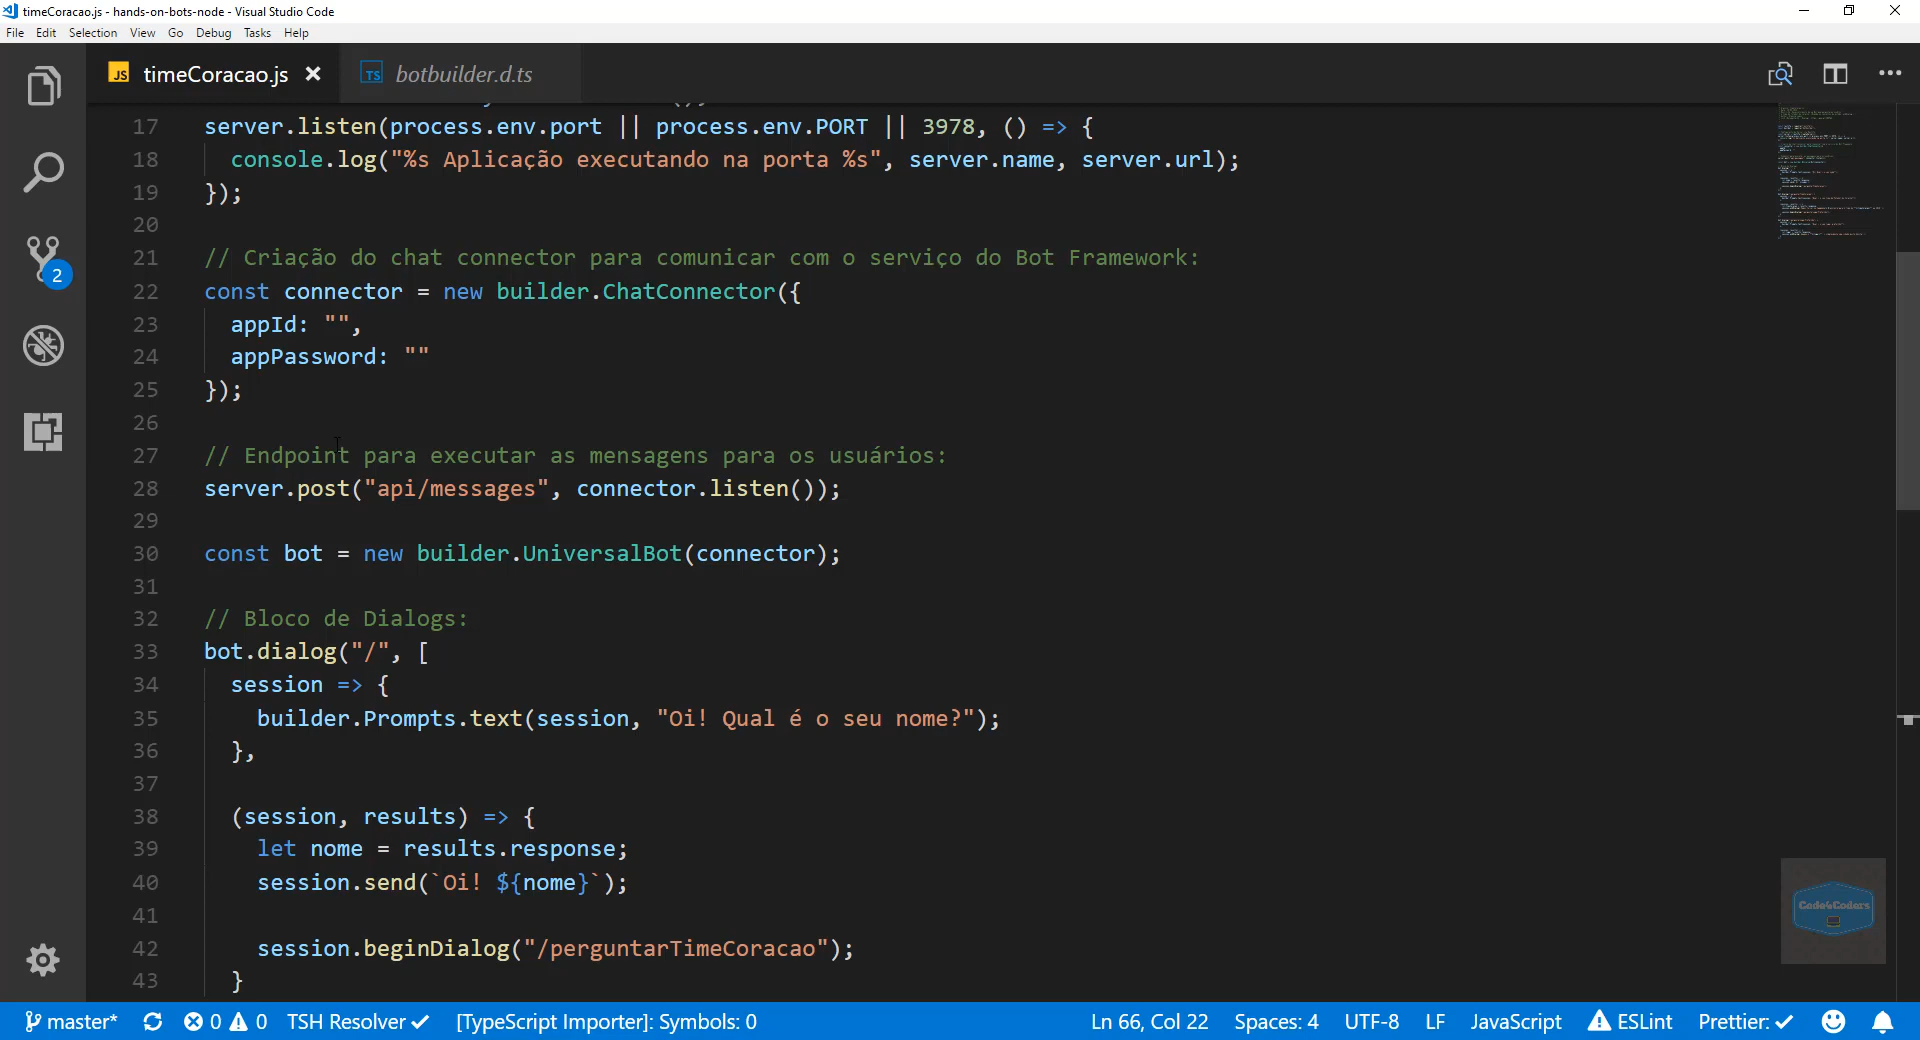 timeCoracao.js - hands-on-bots-node - Visual Studio Code
File Edit Selection View Go Debug Tasks Help
JS timeCoracao.js TS botbuilder.d.ts
17 server.listen(process.env.port || process.env.PORT || 3978, () => {
18 console.log("%s Aplicação executando na porta %s", server.name, server.url);
19 });
20
21 // Criação do chat connector para comunicar com o serviço do Bot Framework:
22 const connector = new builder.ChatConnector({
23 appId: "",
24 appPassword: ""
25 });
26
27 // Endpoint para executar as mensagens para os usuários:
28 server.post("api/messages", connector.listen());
29
30 const bot = new builder.UniversalBot(connector);
31
32 // Bloco de Dialogs:
33 bot.dialog("/", [
34 session => {
35 builder.Prompts.text(session, "Oi! Qual é o seu nome?");
36 },
37
38 (session, results) => {
39 let nome = results.response;
40 session.send(`Oi! ${nome}`);
41
42 session.beginDialog("/perguntarTimeCoracao");
43 }
2
Code4Coders
master* 0 0 TSH Resolver [TypeScript Importer]: Symbols: 0 Ln 66, Col 22 Spaces: 4 UTF-8 LF JavaScript ESLint Prettier: